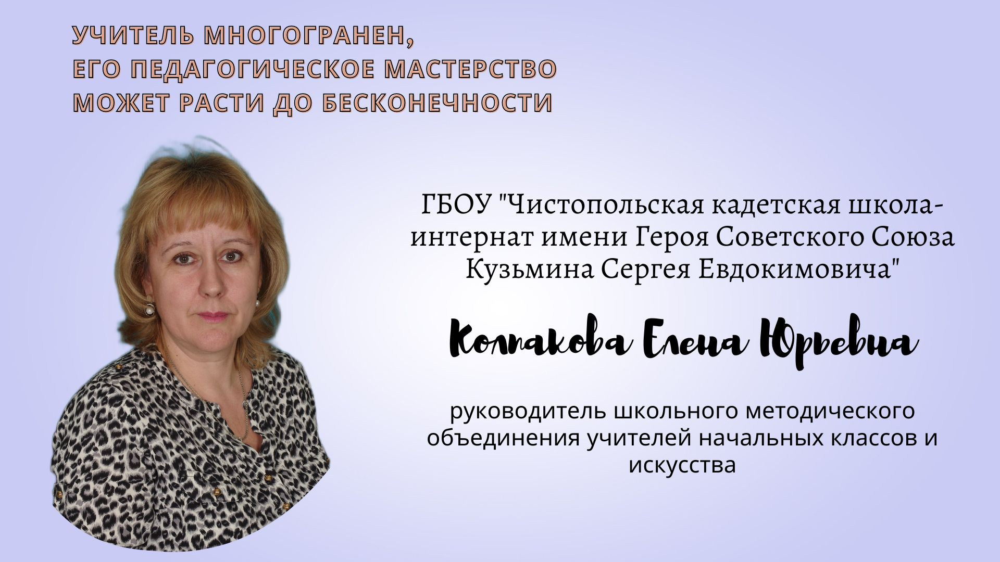 УЧИТЕЛЬ МНОГОГРАНЕН,
ЕГО ПЕДАГОГИЧЕСКОЕ МАСТЕРСТВО
МОЖЕТ РАСТИ ДО БЕСКОНЕЧНОСТИ
ГБОУ "Чистопольская кадетская школа-
интернат имени Героя Советского Союза
Кузьмина Сергея Евдокимовича"
Колпакова Елена Юрьевна
руководитель школьного методического
объединения учителей начальных классов и
искусства